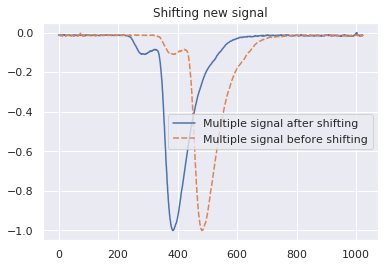 Shifting new signal
0.0
−0.2
−0.4
−0.6
−0.8
−1.0
Multiple signal after shifting
Multiple signal before shifting
0 200 400 600 800 1000